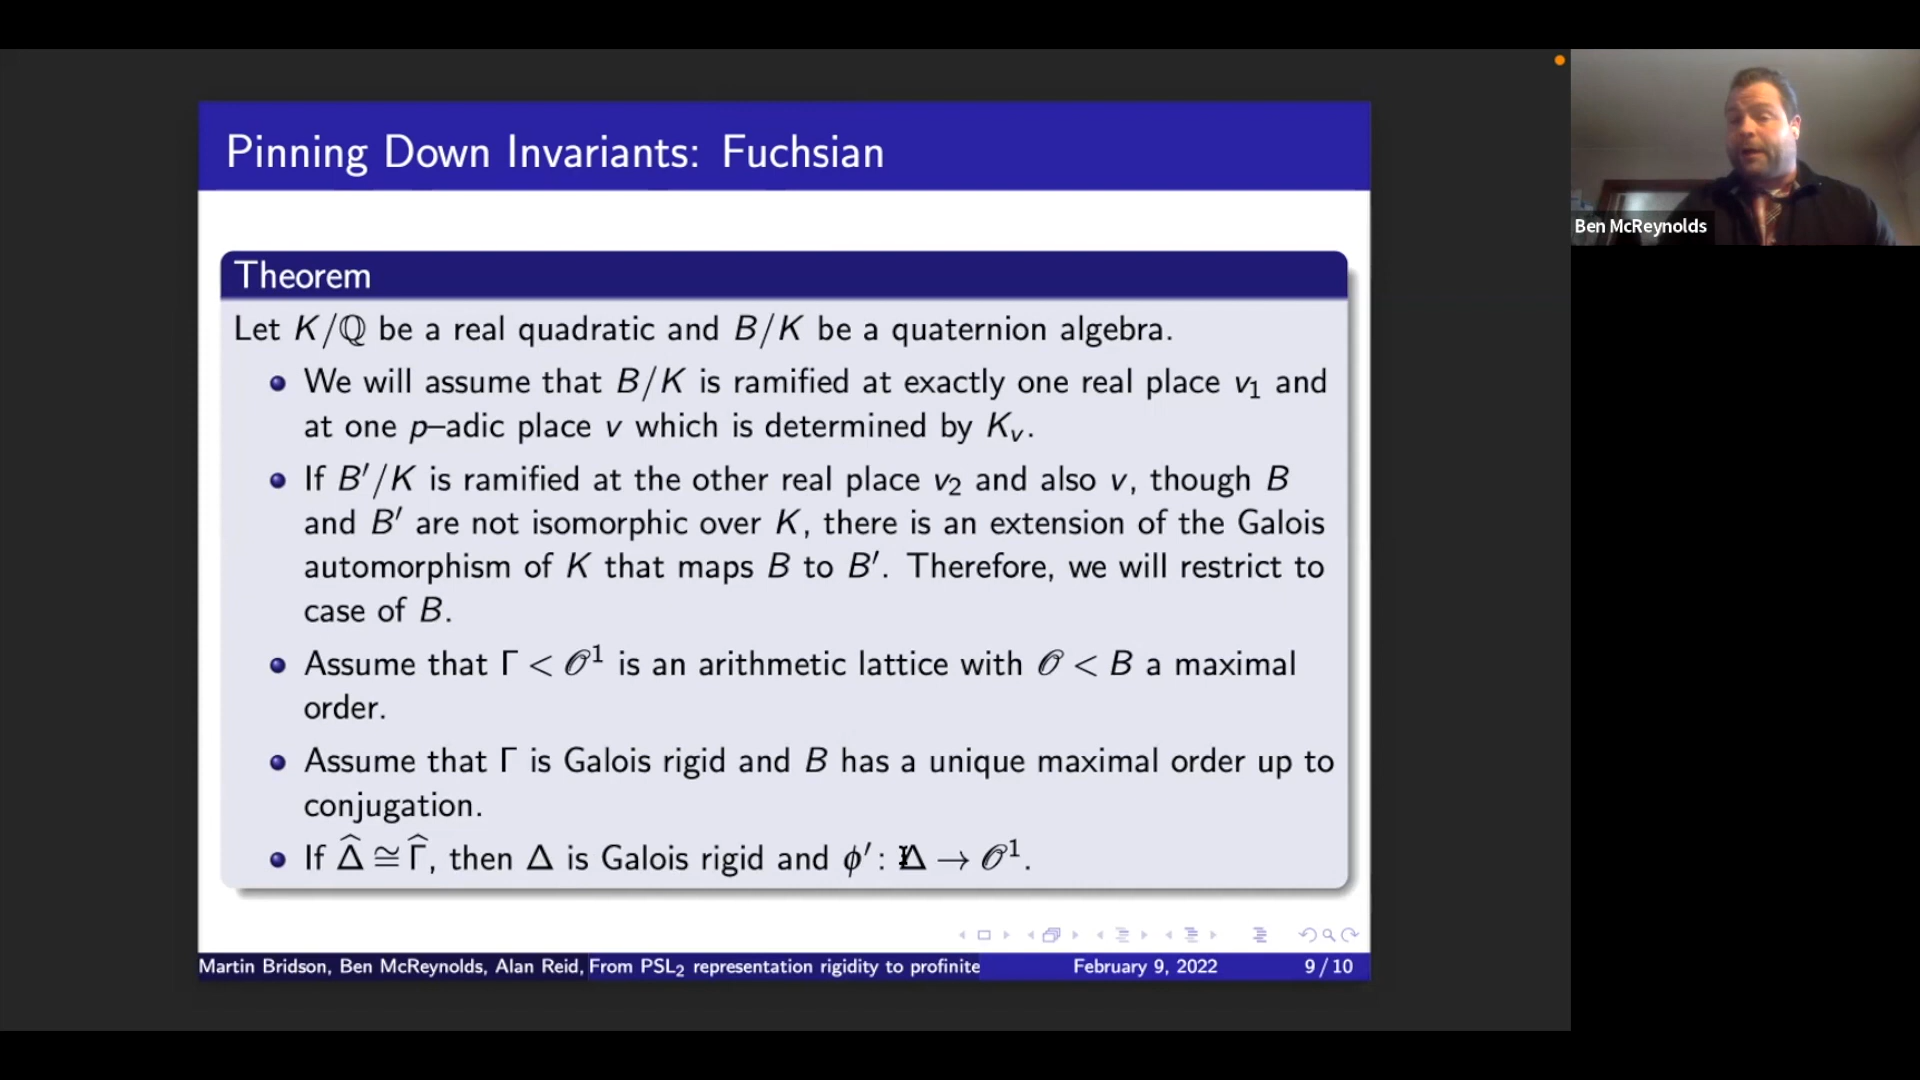 Pinning Down Invariants: Fuchsian
Theorem
Let K/ℚ be a real quadratic and B/K be a quaternion algebra.
We will assume that B/K is ramified at exactly one real place v₁ and
at one p–adic place v which is determined by Kᵥ.
If B′/K is ramified at the other real place v₂ and also v, though B
and B′ are not isomorphic over K, there is an extension of the Galois
automorphism of K that maps B to B′. Therefore, we will restrict to
case of B.
Assume that Γ < 𝒪¹ is an arithmetic lattice with 𝒪 < B a maximal
order.
Assume that Γ is Galois rigid and B has a unique maximal order up to
conjugation.
If Δ̂ ≅ Γ̂, then Δ is Galois rigid and ϕ′: Δ → 𝒪¹.
Martin Bridson, Ben McReynolds, Alan Reid, From PSL₂ representation rigidity to profinite
February 9, 2022
9 / 10
Ben McReynolds